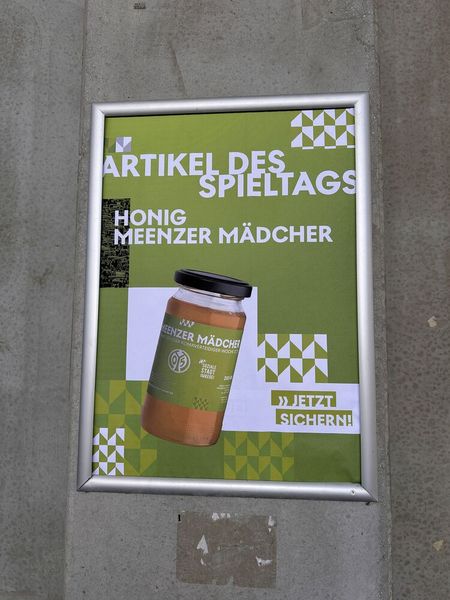 ARTIKEL DES
SPIELTAGS
HONIG
MEENZER MÄDCHER
MEENZER MÄDCHER
» JETZT
SICHERN!